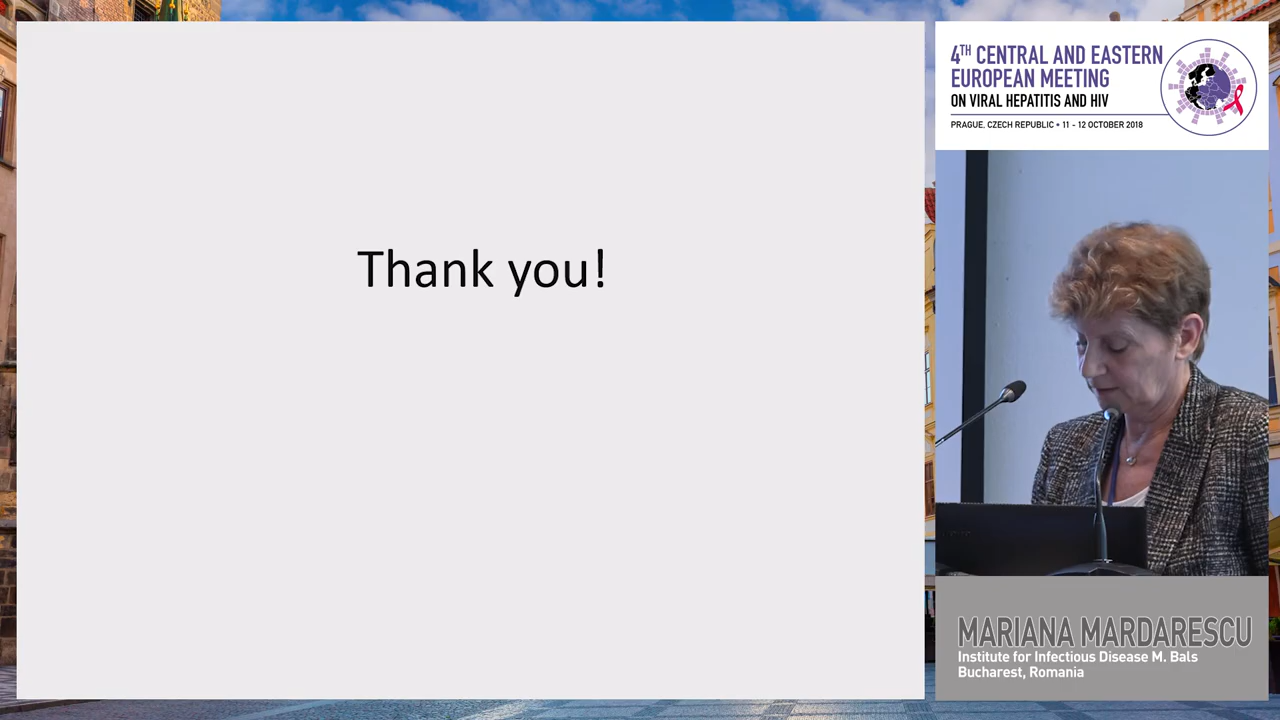 Thank you!
4TH CENTRAL AND EASTERN
EUROPEAN MEETING
ON VIRAL HEPATITIS AND HIV
PRAGUE, CZECH REPUBLIC • 11 - 12 OCTOBER 2018
MARIANA MARDARESCU
Institute for Infectious Disease M. Bals
Bucharest, Romania